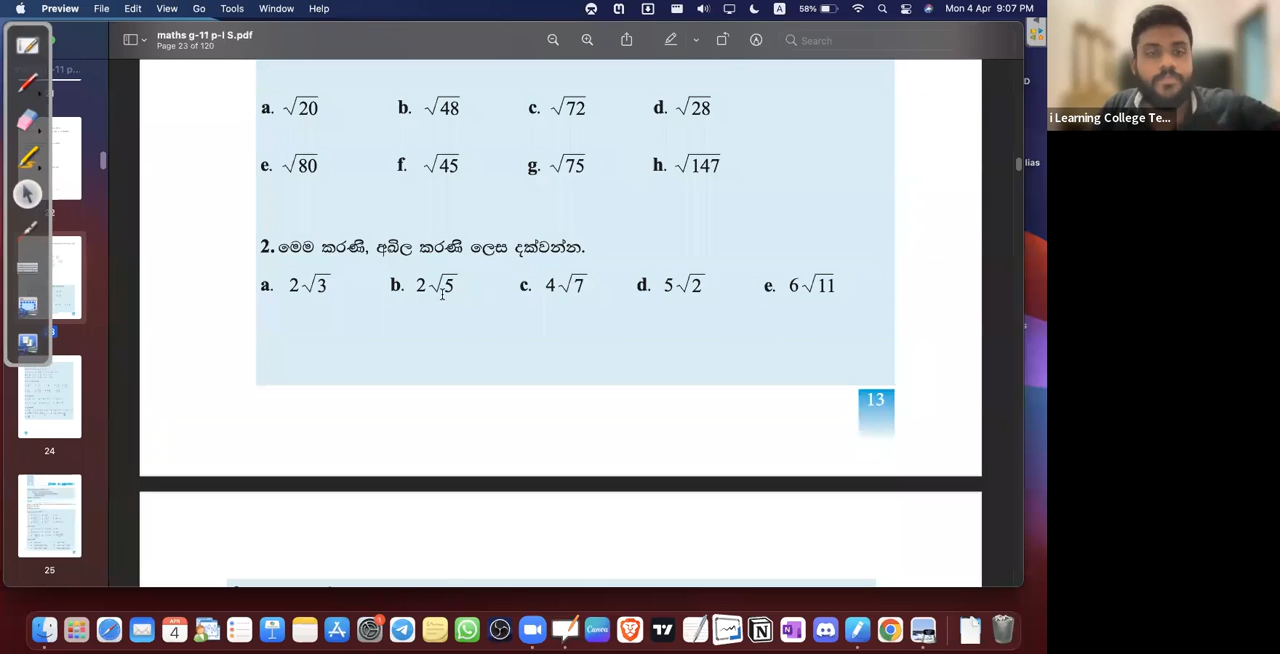 Preview File Edit View Go Tools Window Help
58% Mon 4 Apr 9:07 PM
maths g-11 p-I S.pdf
Page 23 of 120
Search
i Learning College Te...
a. √20 b. √48 c. √72 d. √28
e. √80 f. √45 g. √75 h. √147
2. මෙම කරණි, අඛිල කරණි ලෙස දක්වන්න.
a. 2√3 b. 2√5 c. 4√7 d. 5√2 e. 6√11
13
24
25